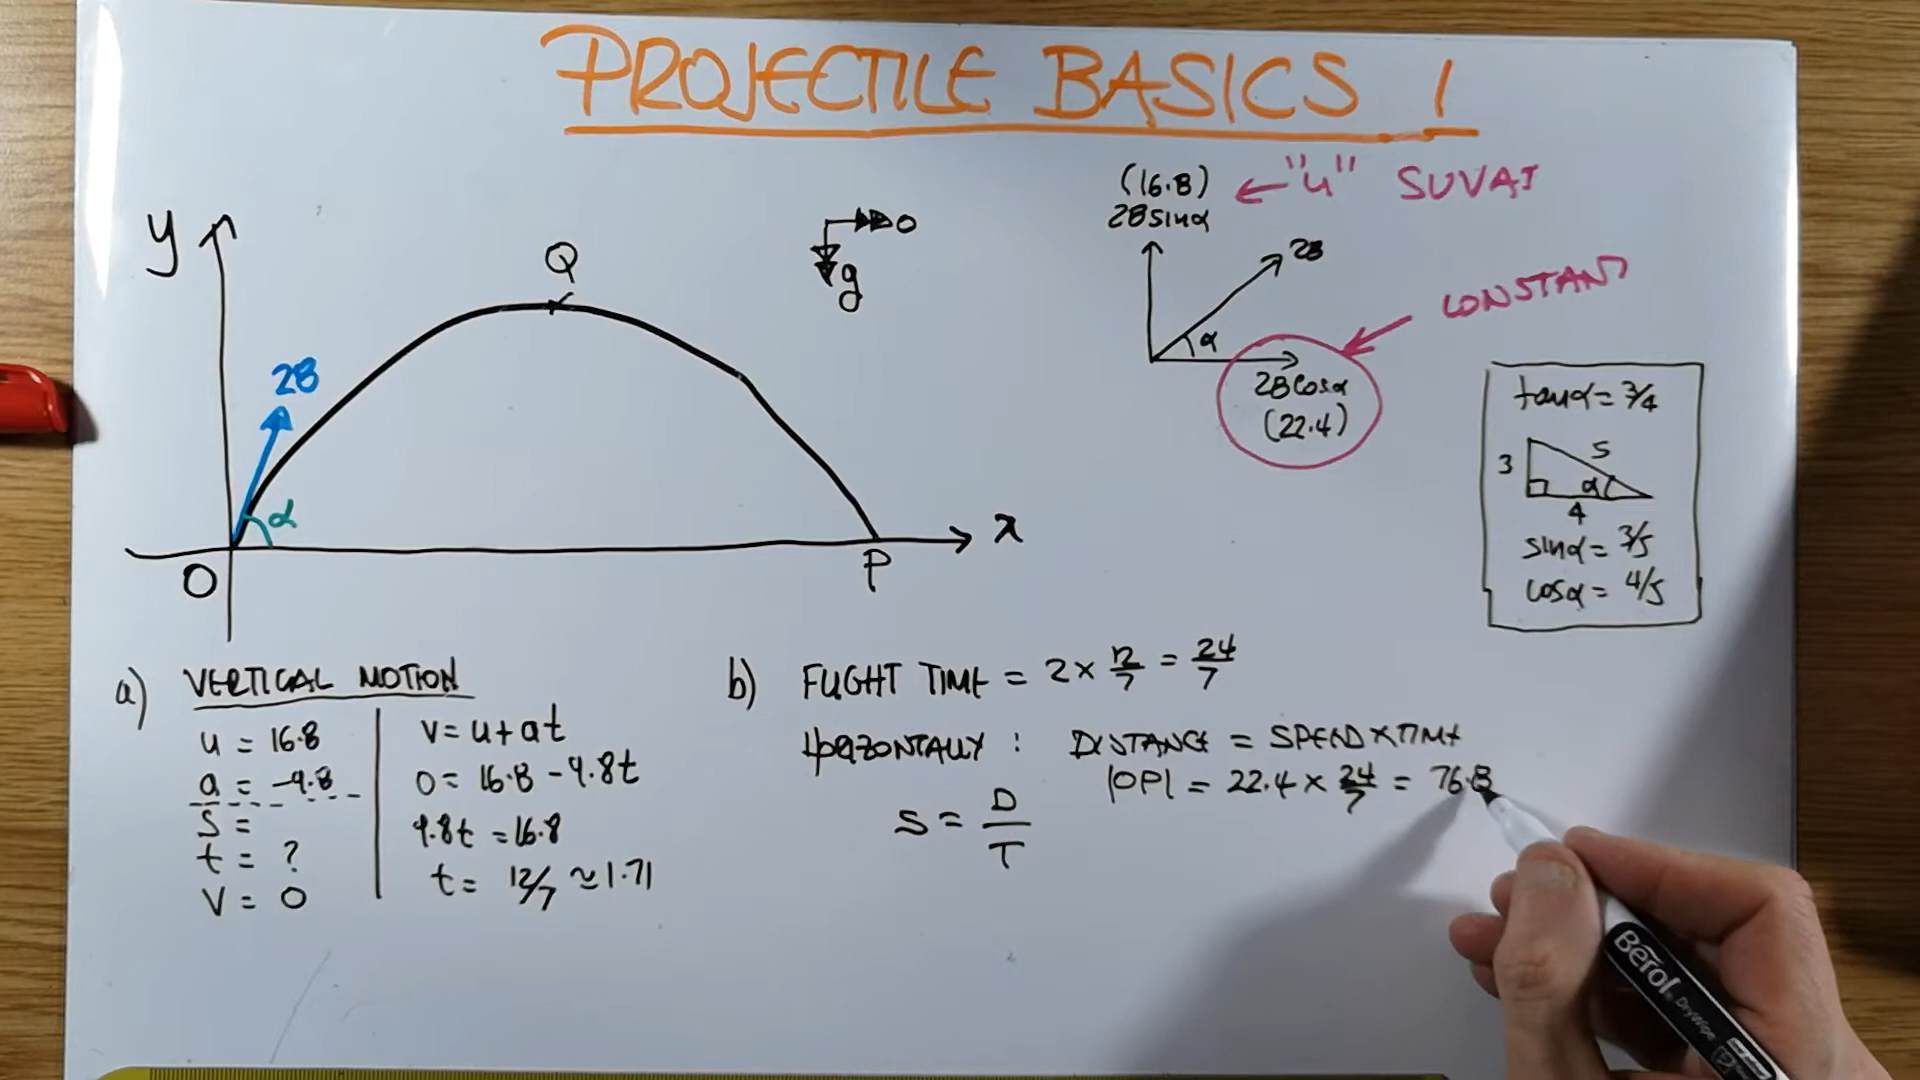 PROJECTILE BASICS 1
(16.8) ← "u" SUVAT
28sinα
28
α
CONSTANT
28cosα
(22.4)
y
Q
0
g
28
α
O
P
x
tanα = 3/4
3
5
α
4
sinα = 3/5
cosα = 4/5
a) VERTICAL MOTION
u = 16.8
a = -9.8
s =
t = ?
v = 0
v = u + at
0 = 16.8 - 9.8t
9.8t = 16.8
t = 12/7 ≃ 1.71
b) FLIGHT TIME = 2 × 12/7 = 24/7
HORIZONTALLY : DISTANCE = SPEED × TIME
|OP| = 22.4 × 24/7 = 76.8
S = D/T
Berol
DryWipe